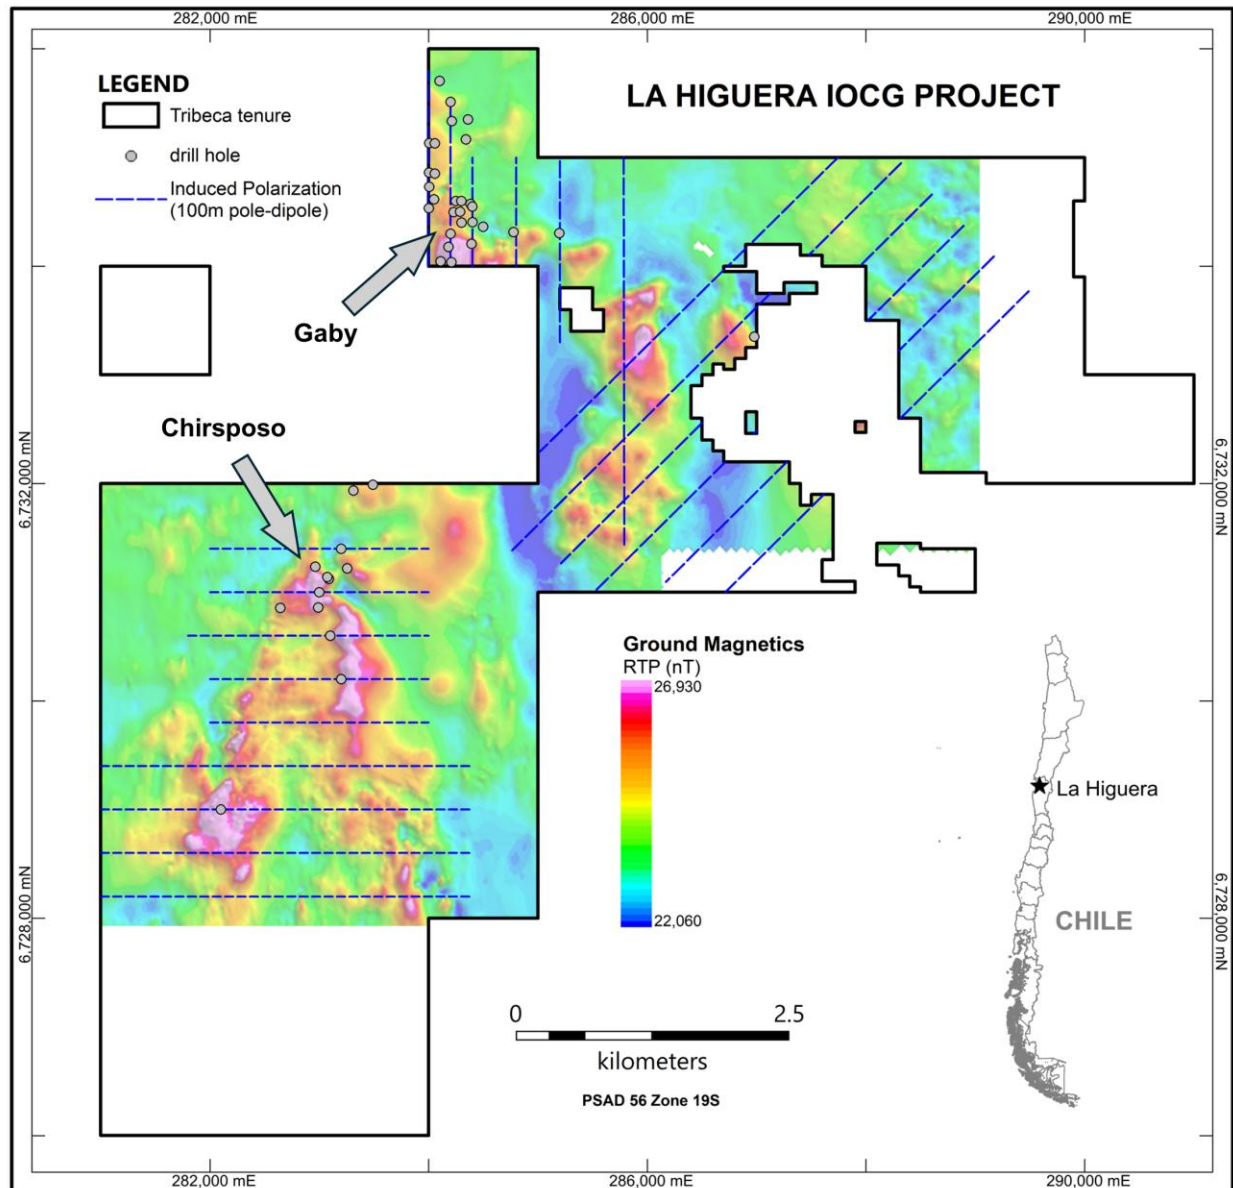 282,000 mE
286,000 mE
290,000 mE
LEGEND
Tribeca tenure
drill hole
Induced Polarization
(100m pole-dipole)
LA HIGUERA IOCG PROJECT
Gaby
Chirsposo
6,732,000 mN
6,732,000 mN
Ground Magnetics
RTP (nT)
26,930
22,060
La Higuera
CHILE
6,728,000 mN
6,728,000 mN
0
2.5
kilometers
PSAD 56 Zone 19S
282,000 mE
286,000 mE
290,000 mE